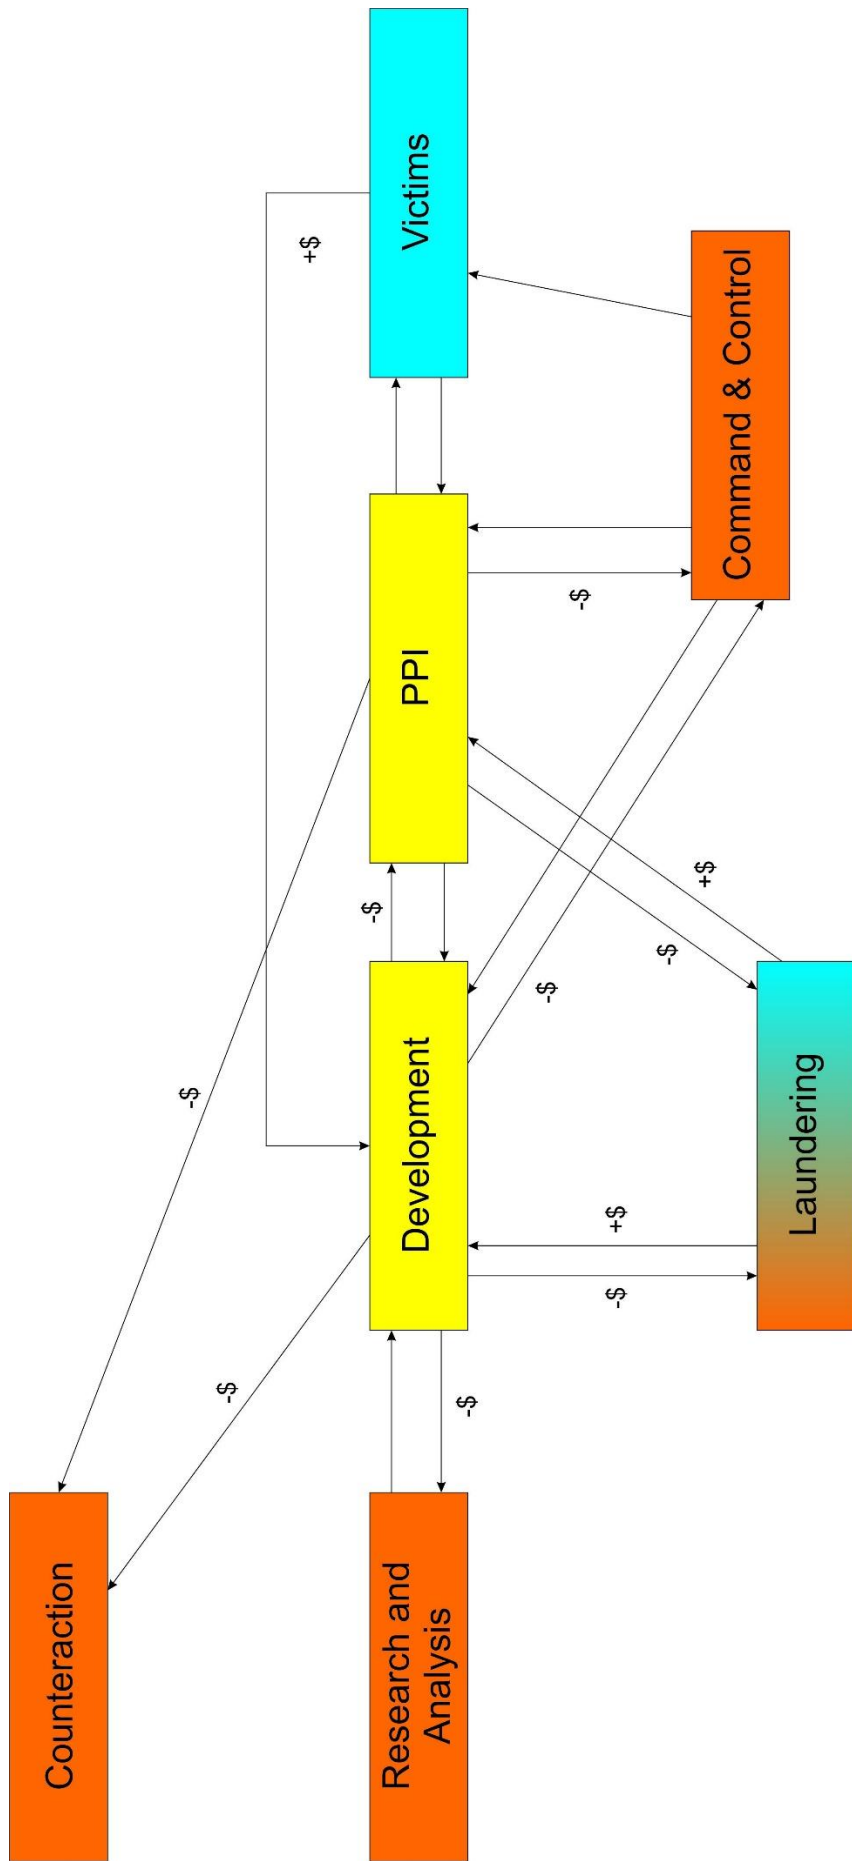 Counteraction
-$
-$
+$
-$
Research and
Analysis
Development
PPI
Victims
-$
-$
-$
-$
+$
-$
+$
Command & Control
Laundering